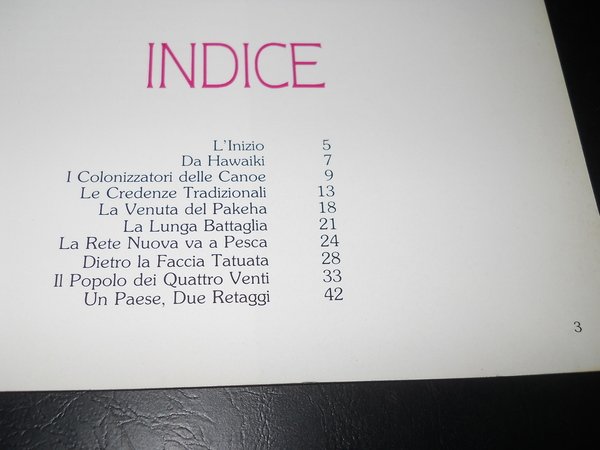 INDICE
L'Inizio 5
Da Hawaiki 7
I Colonizzatori delle Canoe 9
Le Credenze Tradizionali 13
La Venuta del Pakeha 18
La Lunga Battaglia 21
La Rete Nuova va a Pesca 24
Dietro la Faccia Tatuata 28
Il Popolo dei Quattro Venti 33
Un Paese, Due Retaggi 42
3